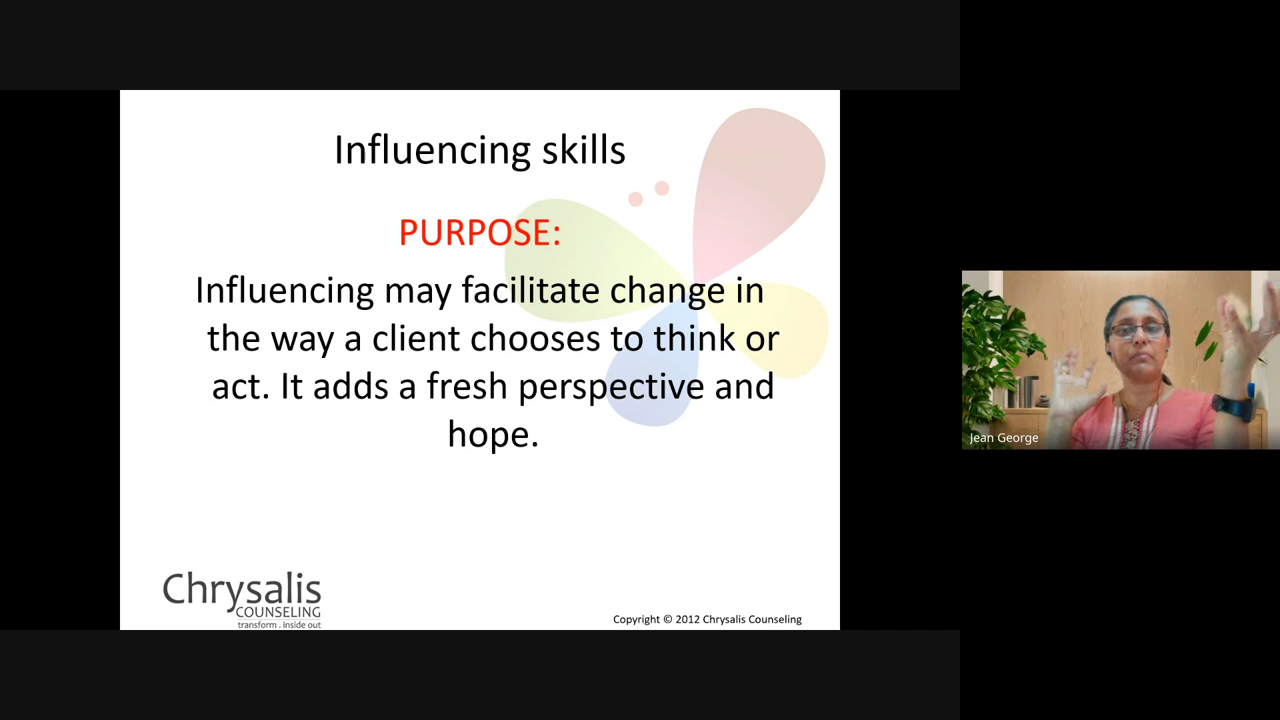 Influencing skills
PURPOSE:
Influencing may facilitate change in
the way a client chooses to think or
act. It adds a fresh perspective and
hope.
Chrysalis
COUNSELING
transform . inside out
Copyright © 2012 Chrysalis Counseling
Jean George